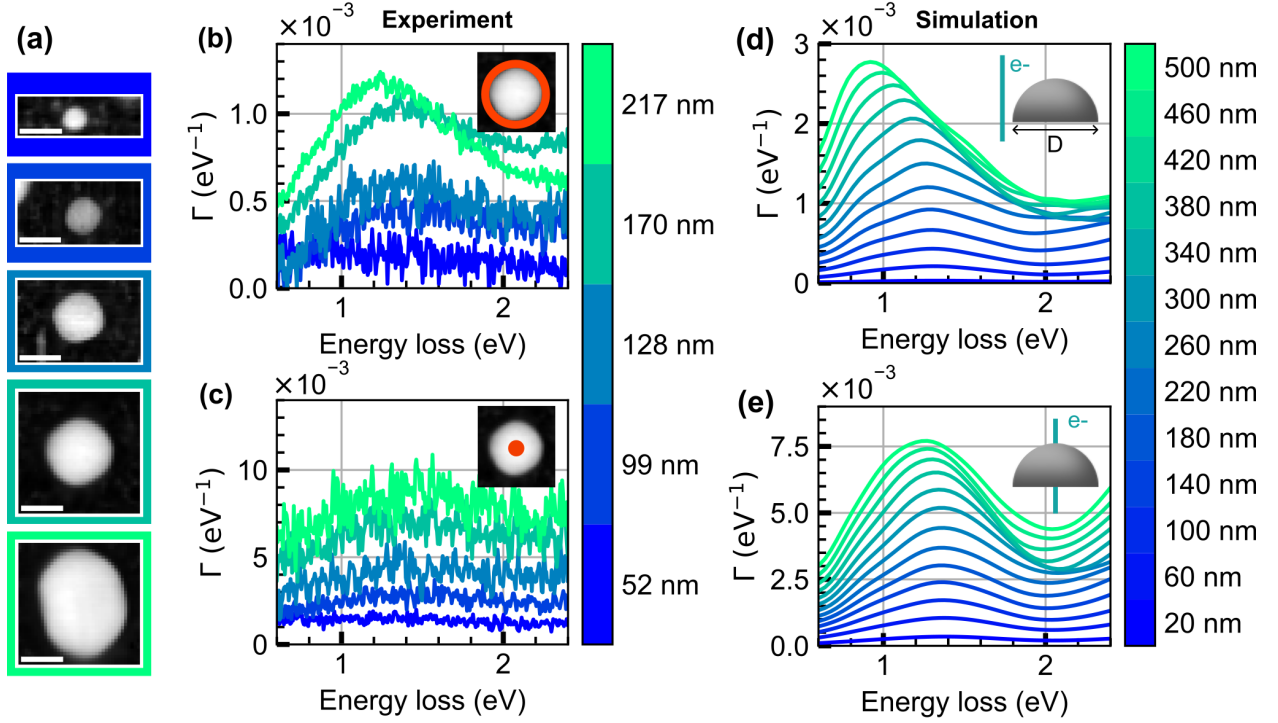 Experiment
Simulation
(a)
(b)
×10⁻³
1.0
0.5
0.0
Γ (eV⁻¹)
1
2
Energy loss (eV)
(c)
×10⁻³
10
5
0
Γ (eV⁻¹)
1
2
Energy loss (eV)
217 nm
170 nm
128 nm
99 nm
52 nm
(d)
×10⁻³
3
2
1
0
Γ (eV⁻¹)
e-
D
1
2
Energy loss (eV)
(e)
×10⁻³
7.5
5.0
2.5
0.0
Γ (eV⁻¹)
e-
1
2
Energy loss (eV)
500 nm
460 nm
420 nm
380 nm
340 nm
300 nm
260 nm
220 nm
180 nm
140 nm
100 nm
60 nm
20 nm